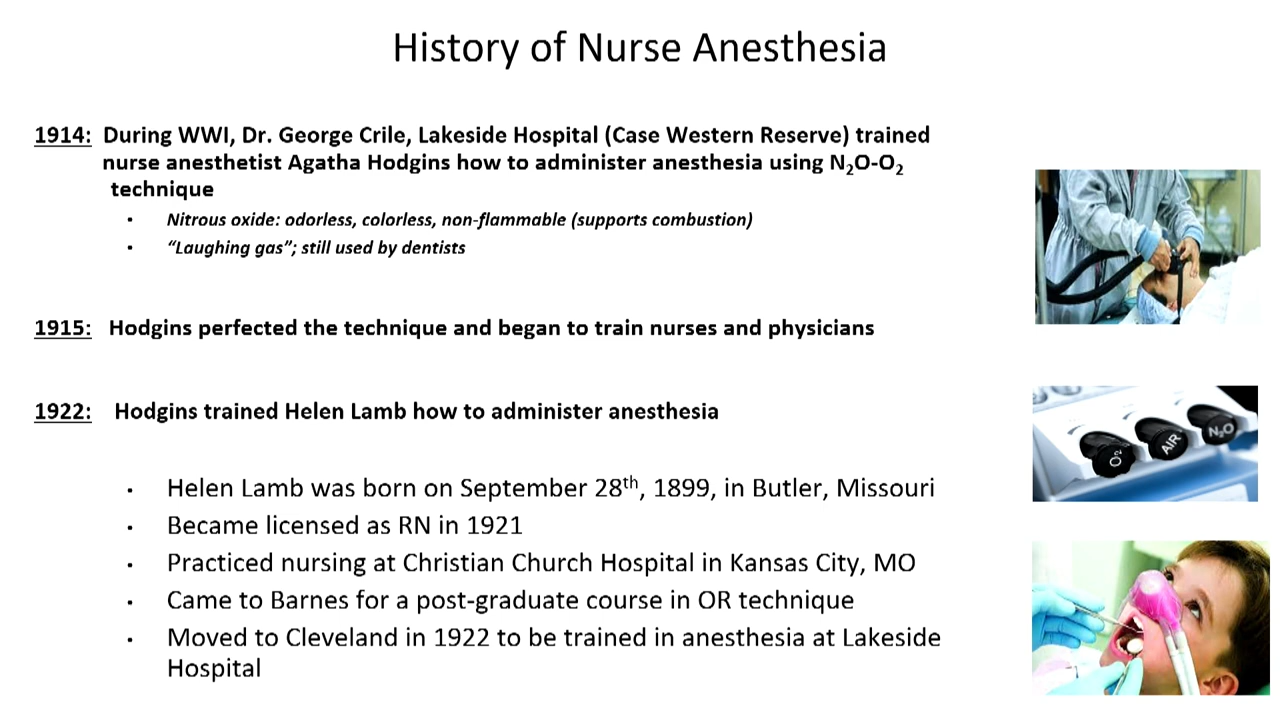 History of Nurse Anesthesia
1914: During WWI, Dr. George Crile, Lakeside Hospital (Case Western Reserve) trained
nurse anesthetist Agatha Hodgins how to administer anesthesia using N₂O-O₂
technique
• Nitrous oxide: odorless, colorless, non-flammable (supports combustion)
• “Laughing gas”; still used by dentists
1915: Hodgins perfected the technique and began to train nurses and physicians
1922: Hodgins trained Helen Lamb how to administer anesthesia
O₂
AIR
N₂O
• Helen Lamb was born on September 28th, 1899, in Butler, Missouri
• Became licensed as RN in 1921
• Practiced nursing at Christian Church Hospital in Kansas City, MO
• Came to Barnes for a post-graduate course in OR technique
• Moved to Cleveland in 1922 to be trained in anesthesia at Lakeside
Hospital